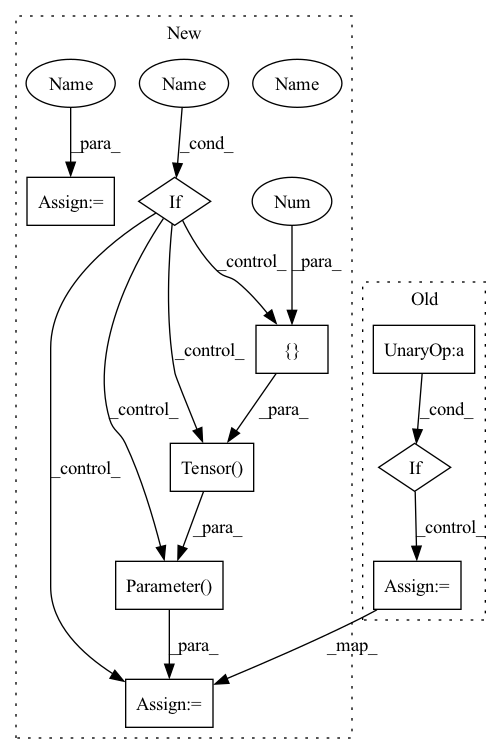 New
Name
Name
Name
_para_
_cond_
Assign:=
If
Num
_control_
_para_
Old
{}
UnaryOp:a
_control_
_cond_
_control_
_para_
_control_
Tensor()
If
_para_
_control_
Parameter()
Assign:=
_para_
_map_
Assign:=